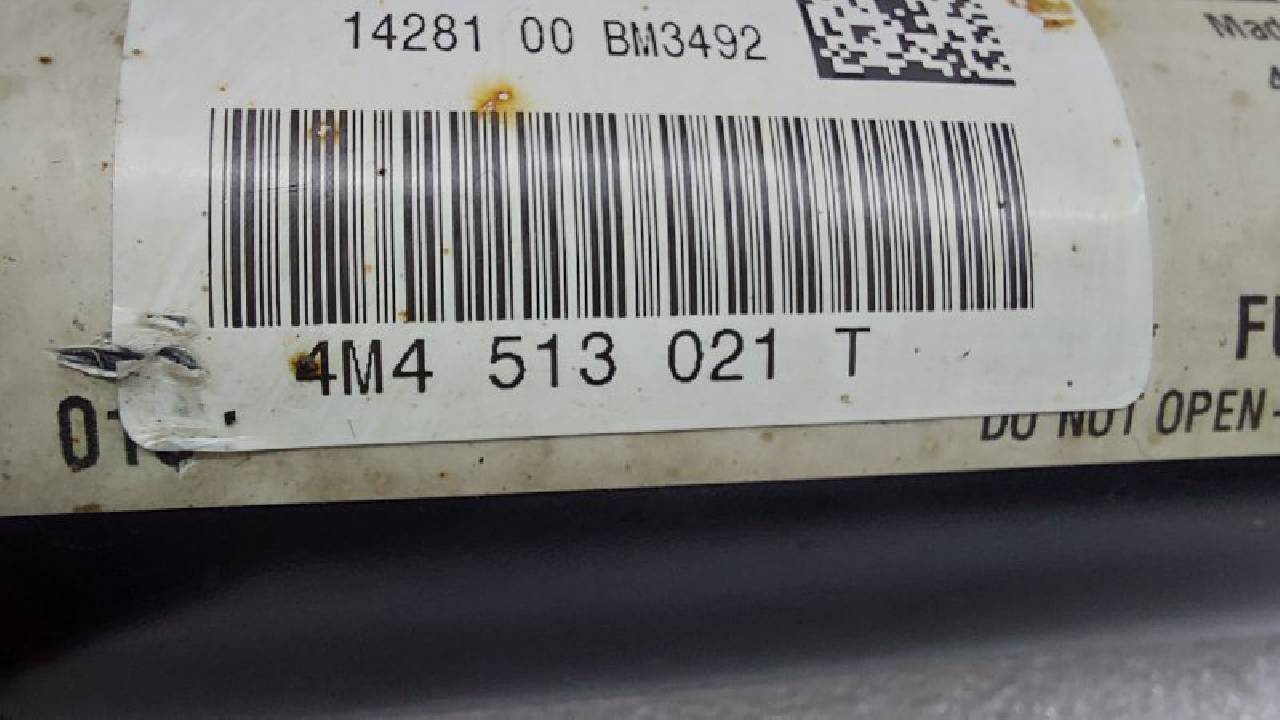 14281 00 BM3492
4M4 513 021 T
DO NOT OPEN-